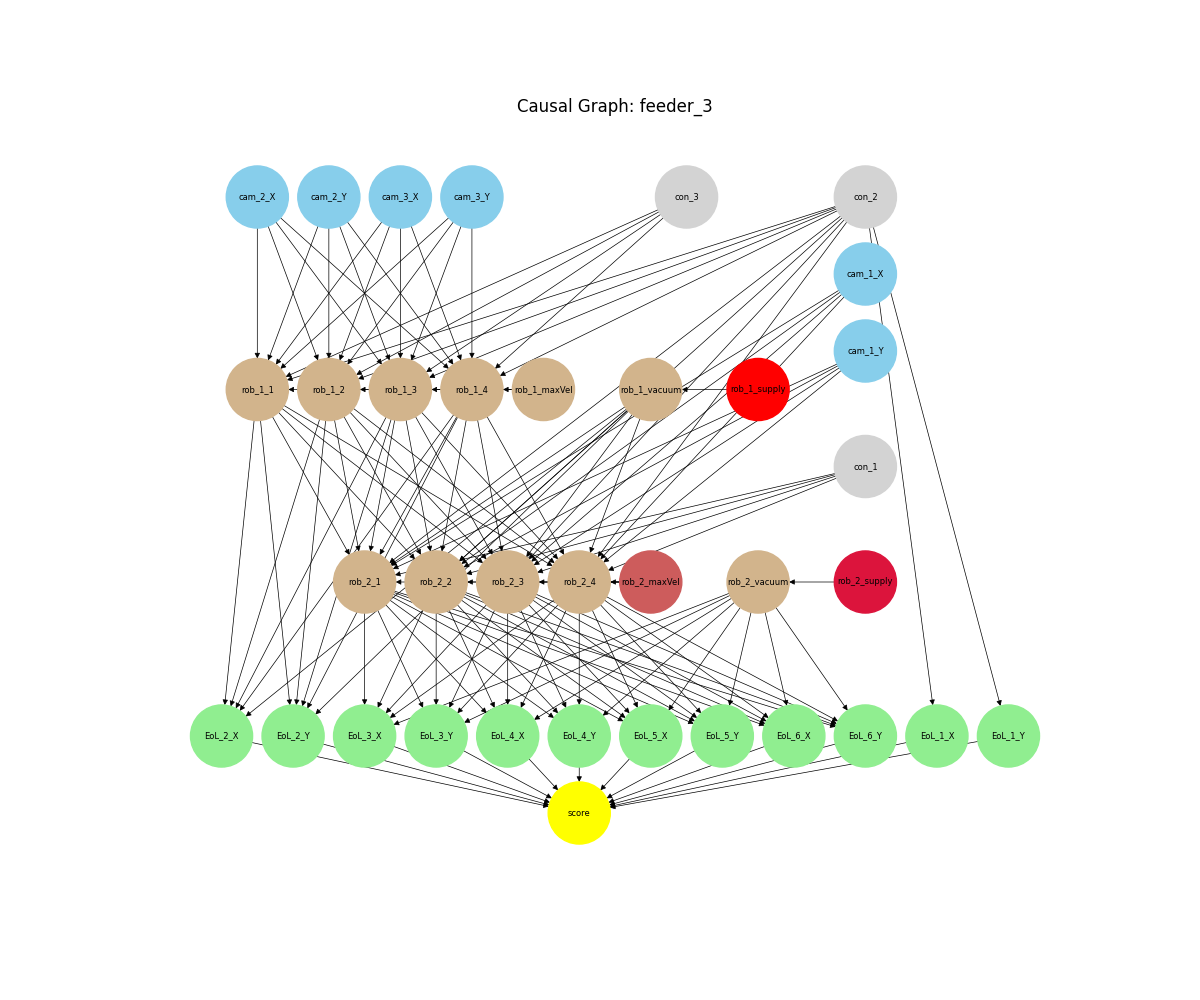 Causal Graph: feeder_3
cam_2_X cam_2_Y cam_3_X cam_3_Y con_3 con_2
cam_1_X
cam_1_Y
rob_1_1 rob_1_2 rob_1_3 rob_1_4 rob_1_maxVel rob_1_vacuum rob_1_supply
con_1
rob_2_1 rob_2_2 rob_2_3 rob_2_4 rob_2_maxVel rob_2_vacuum rob_2_supply
EoL_2_X EoL_2_Y EoL_3_X EoL_3_Y EoL_4_X EoL_4_Y EoL_5_X EoL_5_Y EoL_6_X EoL_6_Y EoL_1_X EoL_1_Y
score